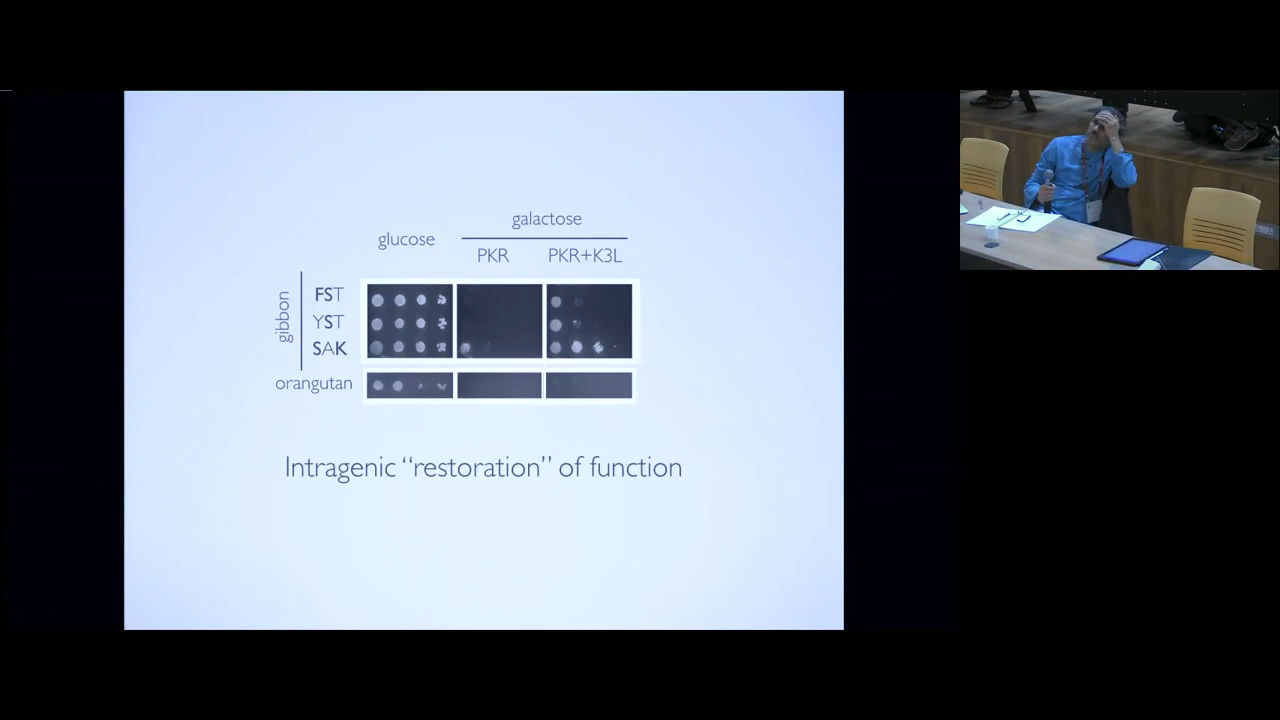 galactose
glucose
PKR
PKR+K3L
gibbon
FST
YST
SAK
orangutan
Intragenic “restoration” of function